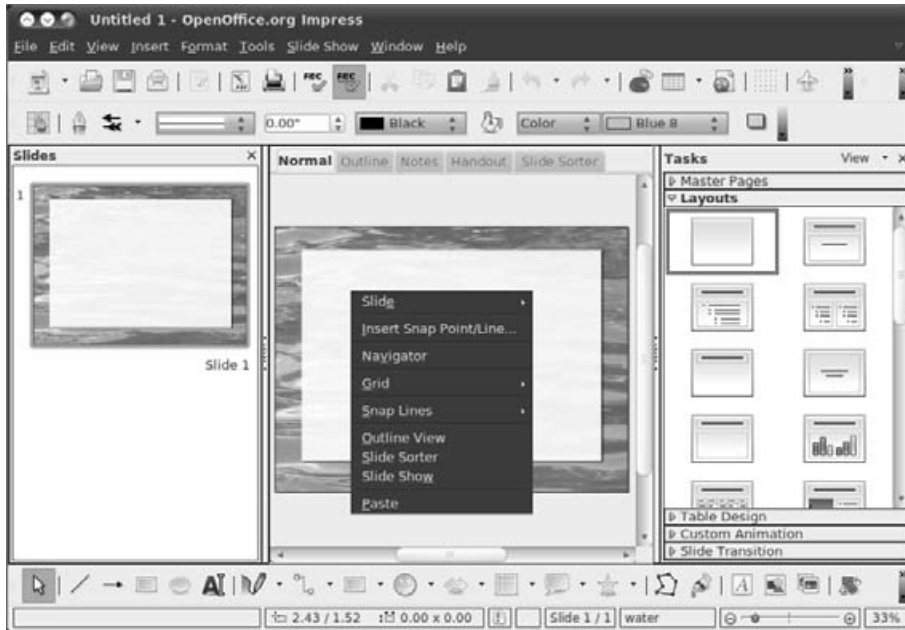 Untitled 1 - OpenOffice.org Impress
File Edit View Insert Format Tools Slide Show Window Help
0.00° Black Color Blue 8
Slides
Normal Outline Notes Handout Slide Sorter
Tasks View
1
Slide 1
Master Pages
Layouts
Slide
Insert Snap Point/Line...
Navigator
Grid
Snap Lines
Outline View
Slide Sorter
Slide Show
Paste
Table Design
Custom Animation
Slide Transition
2.43 / 1.52 0.00 x 0.00 Slide 1 / 1 water 33%